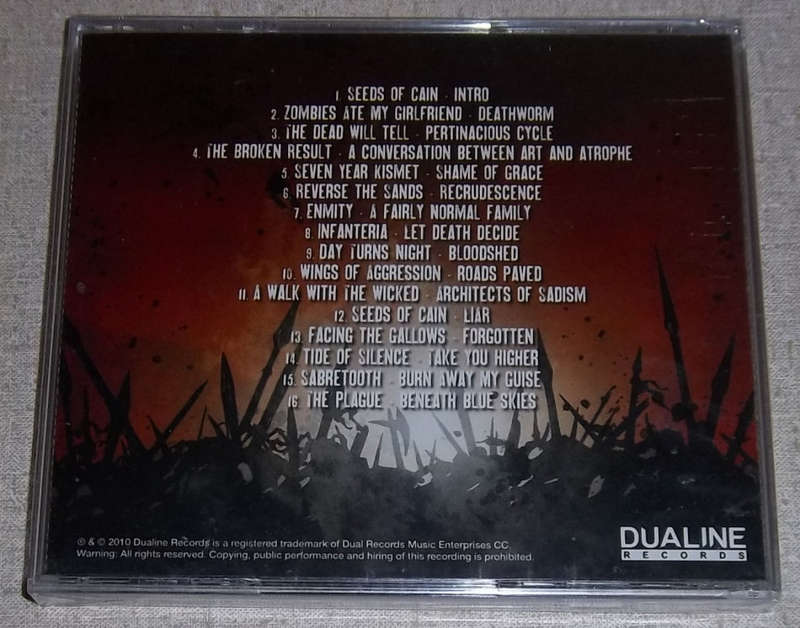 1. SEEDS OF CAIN - INTRO
2. ZOMBIES ATE MY GIRLFRIEND - DEATHWORM
3. THE DEAD WILL TELL - PERTINACIOUS CYCLE
4. THE BROKEN RESULT - A CONVERSATION BETWEEN ART AND ATROPHE
5. SEVEN YEAR KISMET - SHAME OF GRACE
6. REVERSE THE SANDS - RECRUDESCENCE
7. ENMITY - A FAIRLY NORMAL FAMILY
8. INFANTERIA - LET DEATH DECIDE
9. DAY TURNS NIGHT - BLOODSHED
10. WINGS OF AGGRESSION - ROADS PAVED
11. A WALK WITH THE WICKED - ARCHITECTS OF SADISM
12. SEEDS OF CAIN - LIAR
13. FACING THE GALLOWS - FORGOTTEN
14. TIDE OF SILENCE - TAKE YOU HIGHER
15. SABRETOOTH - BURN AWAY MY GUISE
16. THE PLAGUE - BENEATH BLUE SKIES
℗ & © 2010 Dualine Records is a registered trademark of Dual Records Music Enterprises CC.
Warning: All rights reserved. Copying, public performance and hiring of this recording is prohibited.
DUALINE
RECORDS